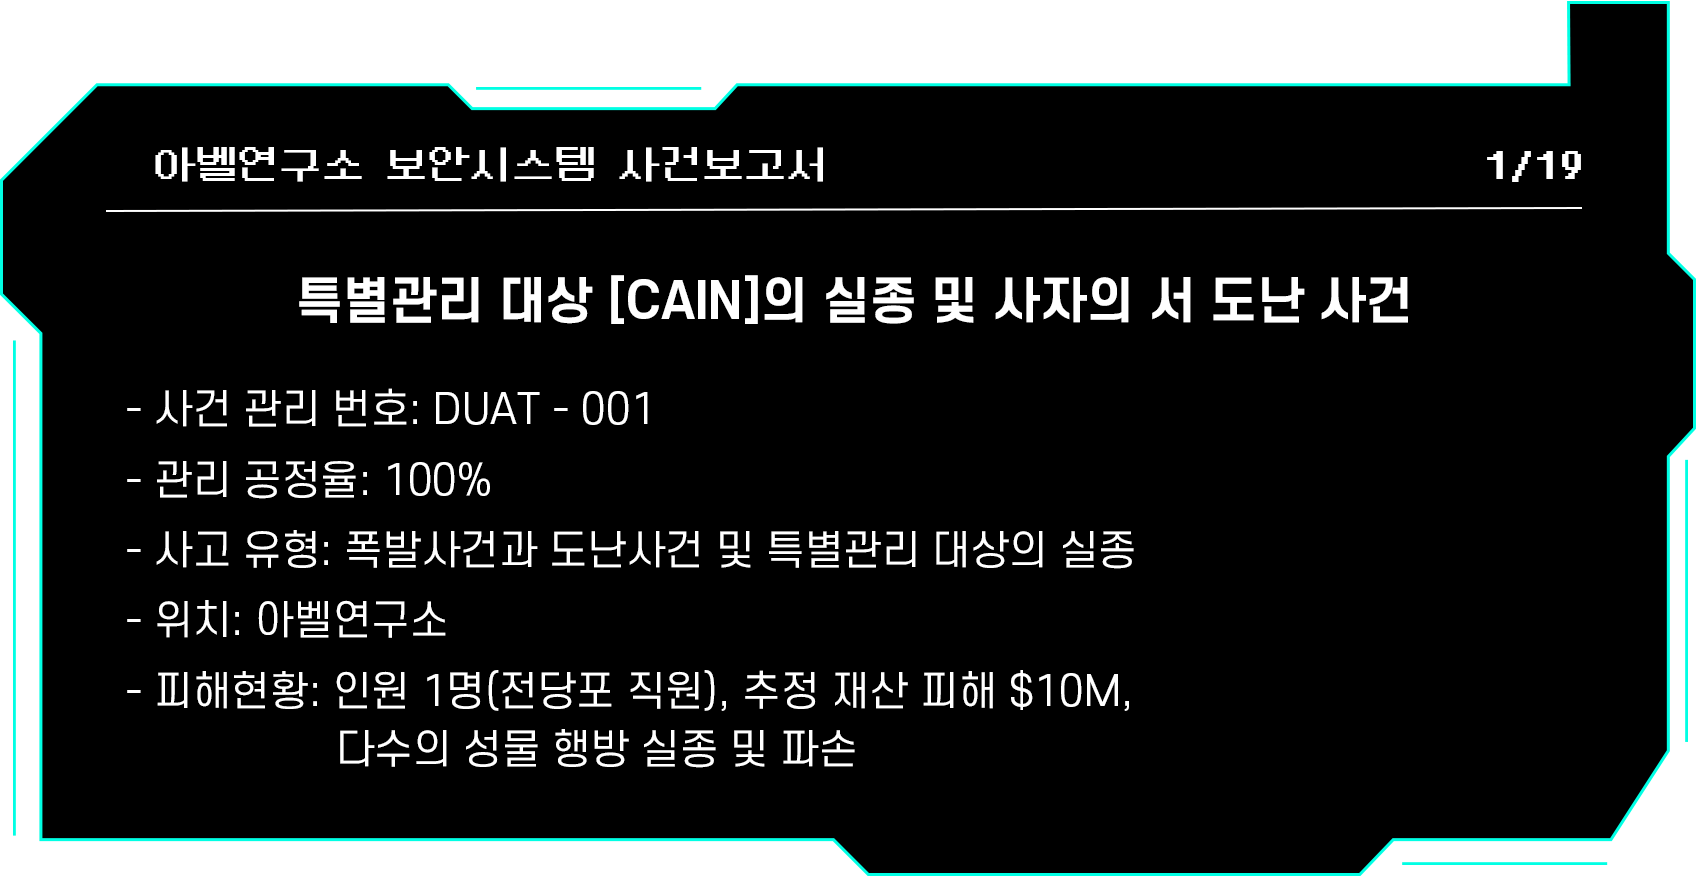 아벨연구소 보안시스템 사건보고서 1/19
특별관리 대상 [CAIN]의 실종 및 사자의 서 도난 사건
- 사건 관리 번호: DUAT - 001
- 관리 공정율: 100%
- 사고 유형: 폭발사건과 도난사건 및 특별관리 대상의 실종
- 위치: 아벨연구소
- 피해현황: 인원 1명(전당포 직원), 추정 재산 피해 $10M,
다수의 성물 행방 실종 및 파손